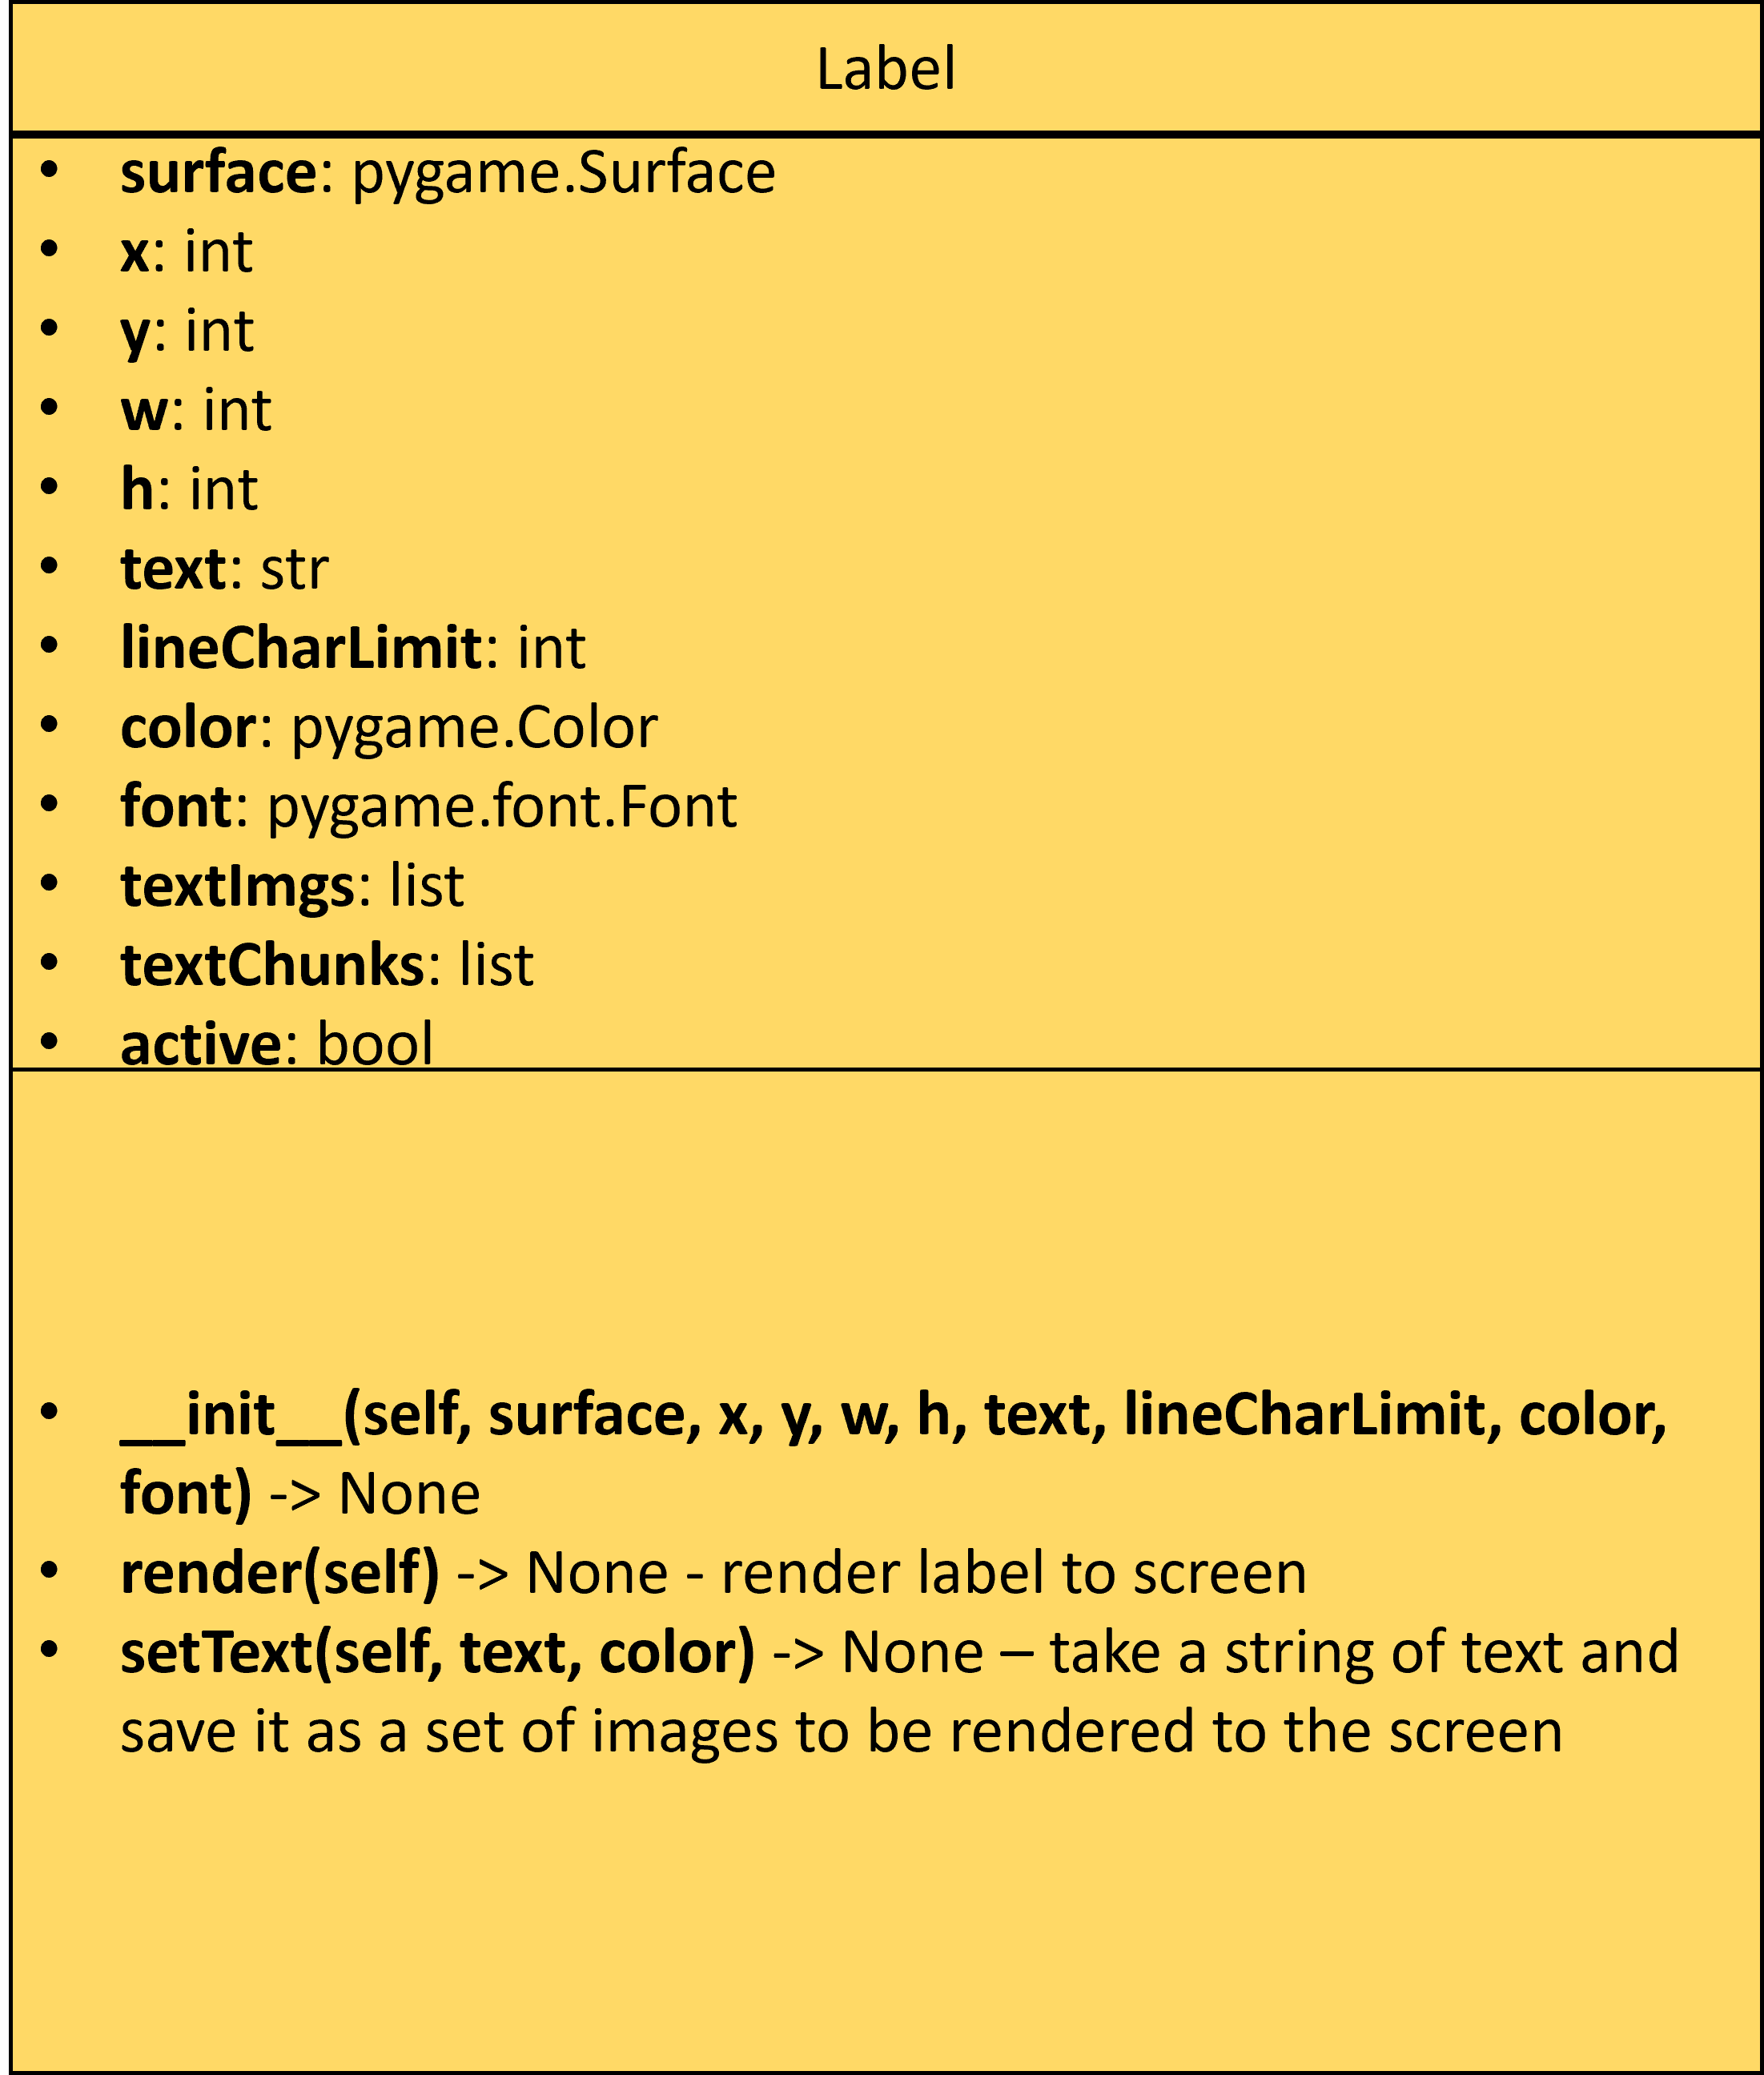 Label
• surface: pygame.Surface
• x: int
• y: int
• w: int
• h: int
• text: str
• lineCharLimit: int
• color: pygame.Color
• font: pygame.font.Font
• textImgs: list
• textChunks: list
• active: bool
• __init__(self, surface, x, y, w, h, text, lineCharLimit, color,
font) -> None
• render(self) -> None - render label to screen
• setText(self, text, color) -> None – take a string of text and
save it as a set of images to be rendered to the screen